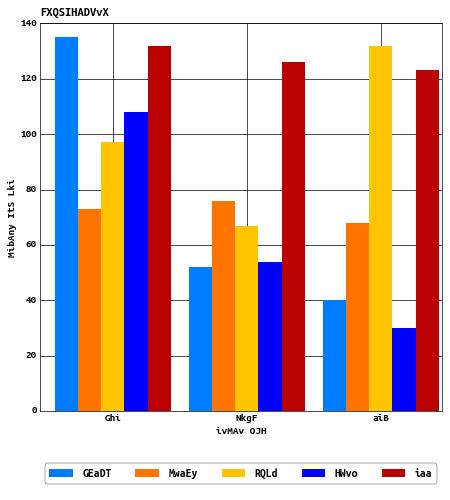 FXQSIHADVvX
140
120
100
80
60
40
20
0
MibAny ItS Lki
Ghi NkgF aiB
ivMAv OJH
GEaDT MwaEy RQLd HWvo iaa